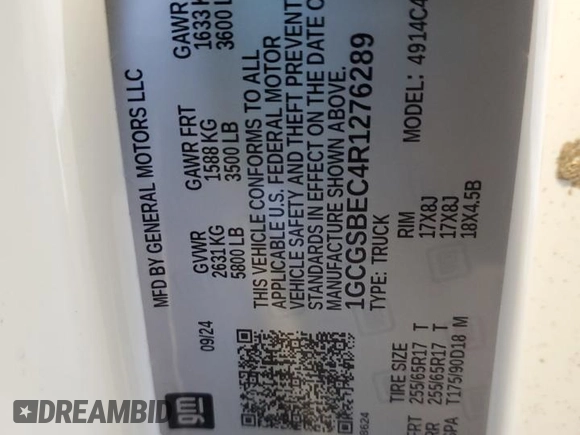 MFD BY GENERAL MOTORS LLC
09/24
GVWR
2631 KG
5800 LB
GAWR FRT
1588 KG
3500 LB
GAWR
1633
3600
THIS VEHICLE CONFORMS TO ALL
APPLICABLE U.S. FEDERAL MOTOR
VEHICLE SAFETY AND THEFT PREVENT
STANDARDS IN EFFECT ON THE DATE O
MANUFACTURE SHOWN ABOVE.
1GCGSBEC4R1276289
TYPE: TRUCK
MODEL: 4914C4
TIRE SIZE
RIM
FRT 255/65R17 T 17X8J
RR 255/65R17 T 17X8J
SPA T175/90D18 M 18X4.5B
gm
DREAMBID